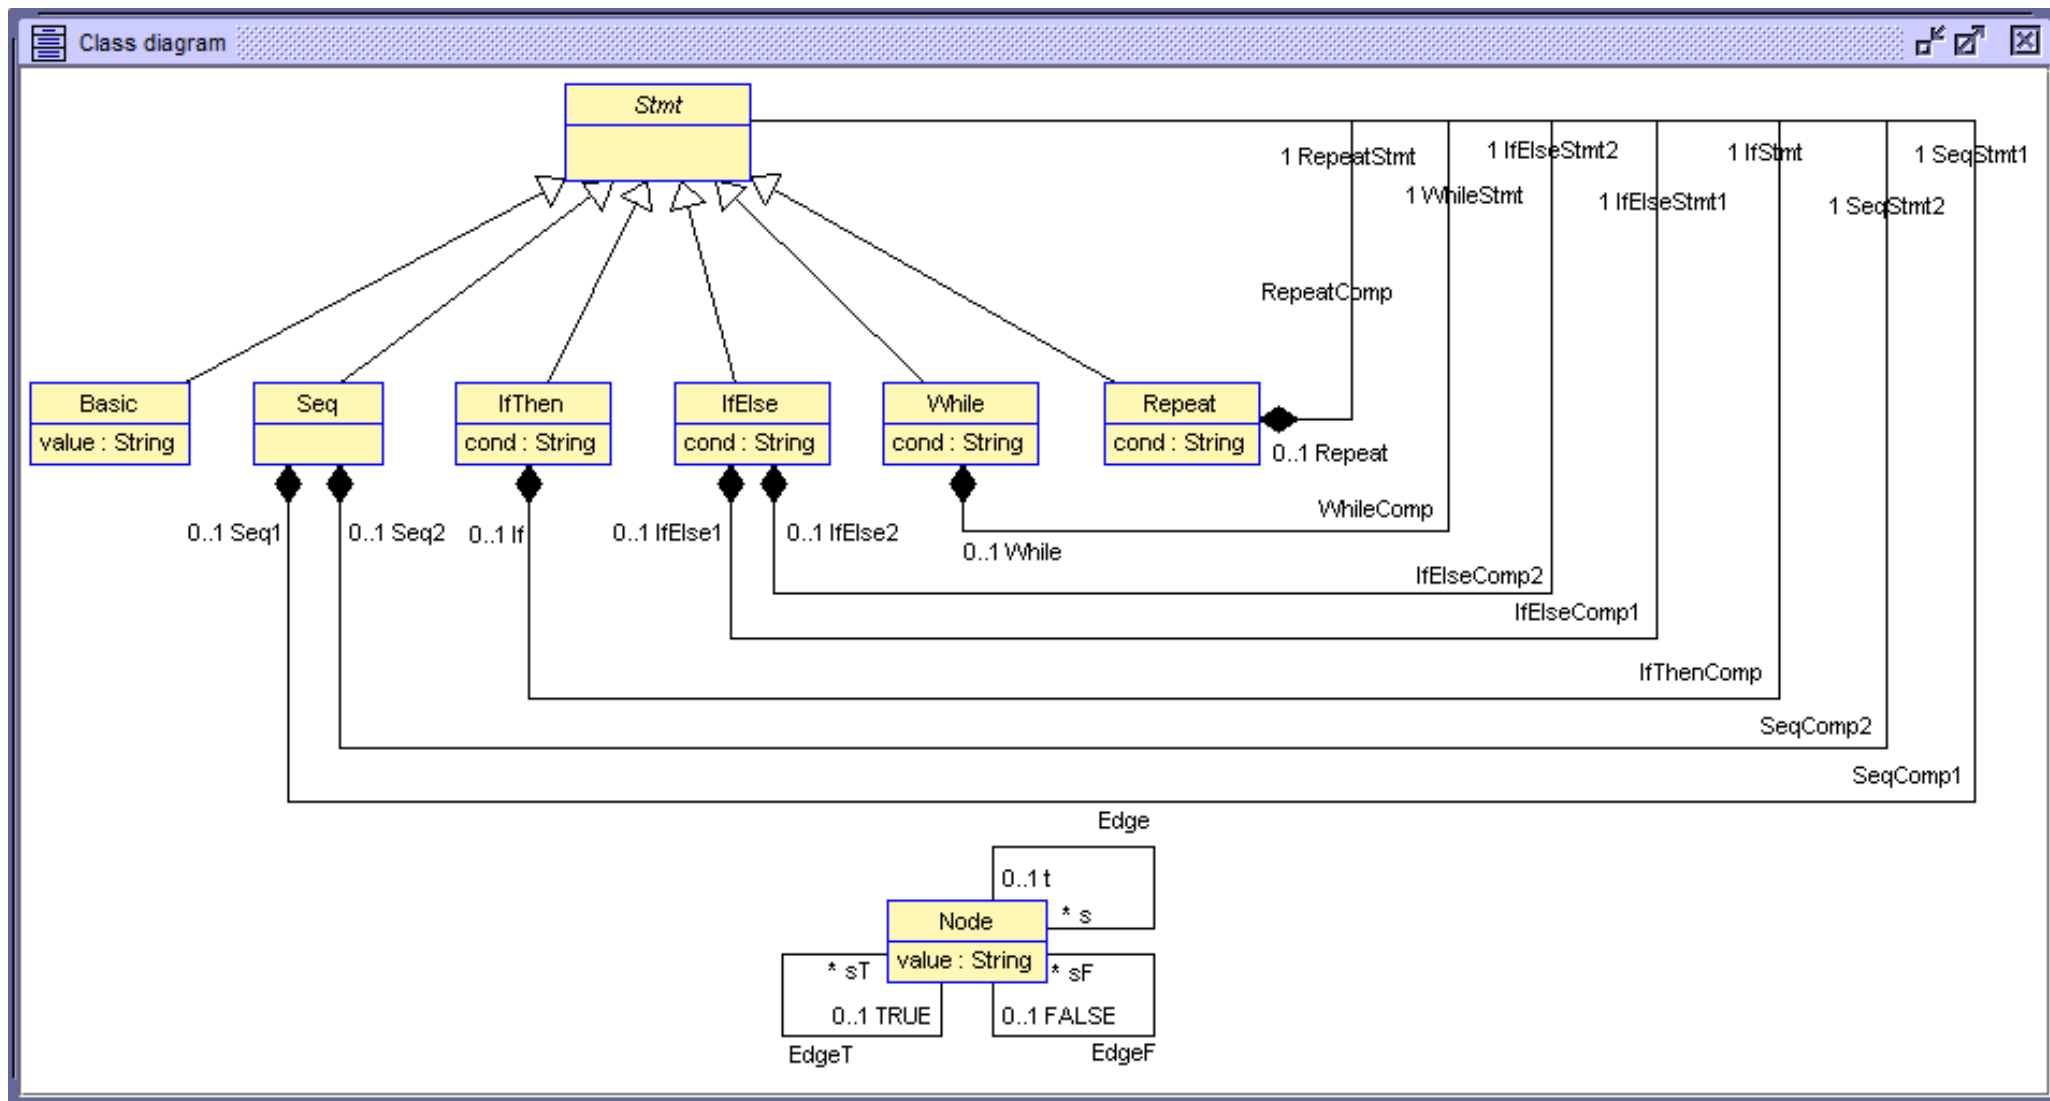 Class diagram
Stmt
1 RepeatStmt
1 IfElseStmt2
1 IfStmt
1 SeqStmt1
1 WhileStmt
1 IfElseStmt1
1 SeqStmt2
RepeatComp
Basic
value : String
Seq
IfThen
cond : String
IfElse
cond : String
While
cond : String
Repeat
cond : String
0..1 Repeat
0..1 Seq1
0..1 Seq2
0..1 If
0..1 IfElse1
0..1 IfElse2
0..1 While
WhileComp
IfElseComp2
IfElseComp1
IfThenComp
SeqComp2
SeqComp1
Edge
0..1 t
* s
Node
value : String
* sT
0..1 TRUE
EdgeT
* sF
0..1 FALSE
EdgeF